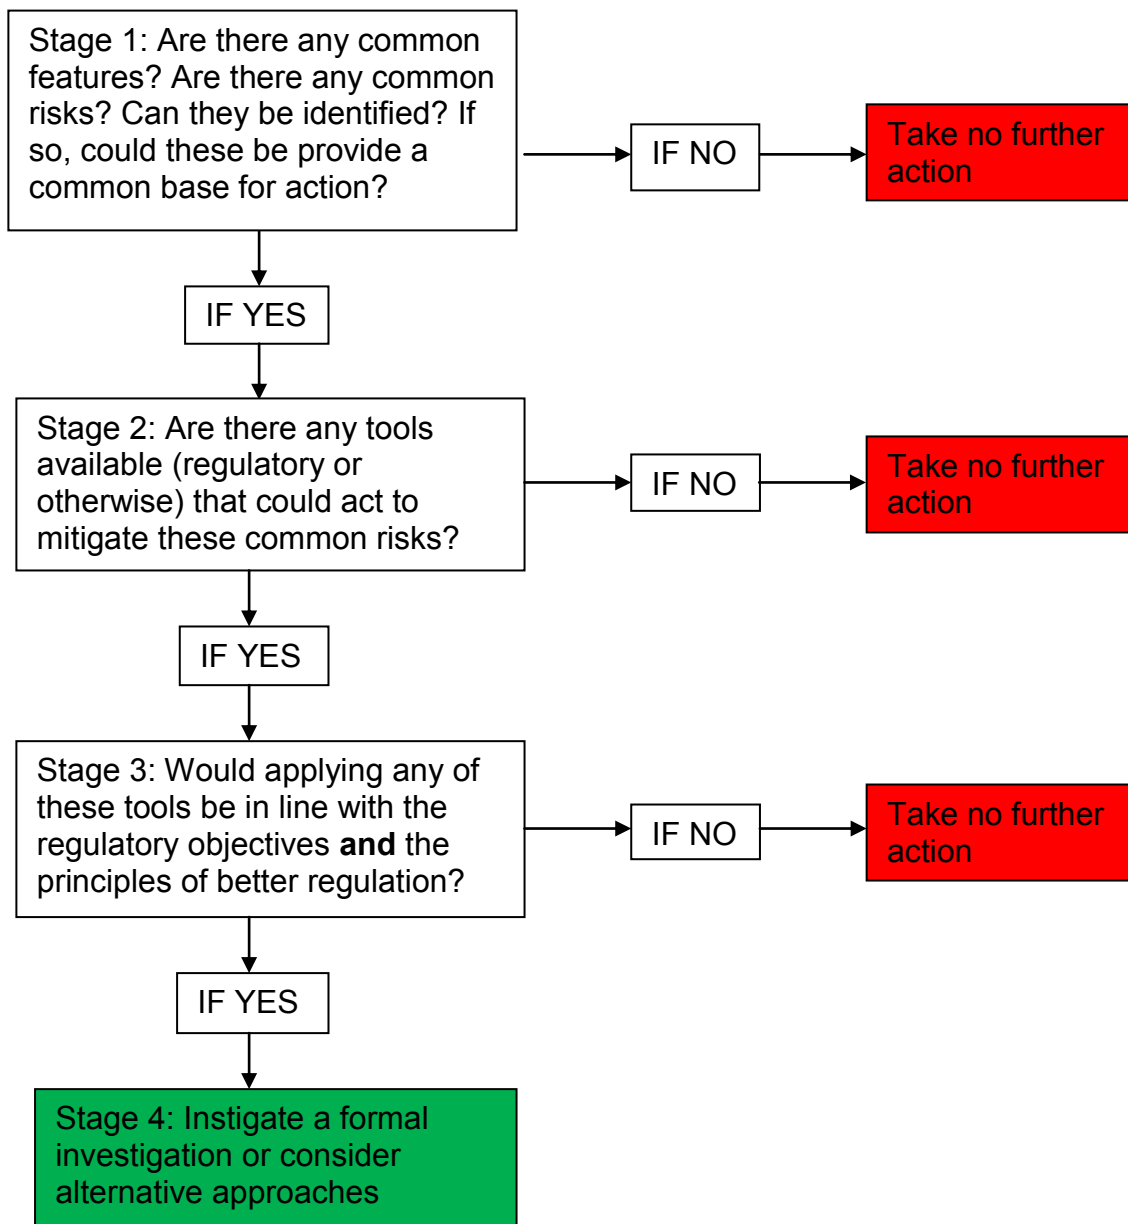 Stage 1: Are there any common
features? Are there any common
risks? Can they be identified? If
so, could these be provide a
common base for action?
IF NO
Take no further
action
IF YES
Stage 2: Are there any tools
available (regulatory or
otherwise) that could act to
mitigate these common risks?
IF NO
Take no further
action
IF YES
Stage 3: Would applying any of
these tools be in line with the
regulatory objectives and the
principles of better regulation?
IF NO
Take no further
action
IF YES
Stage 4: Instigate a formal
investigation or consider
alternative approaches